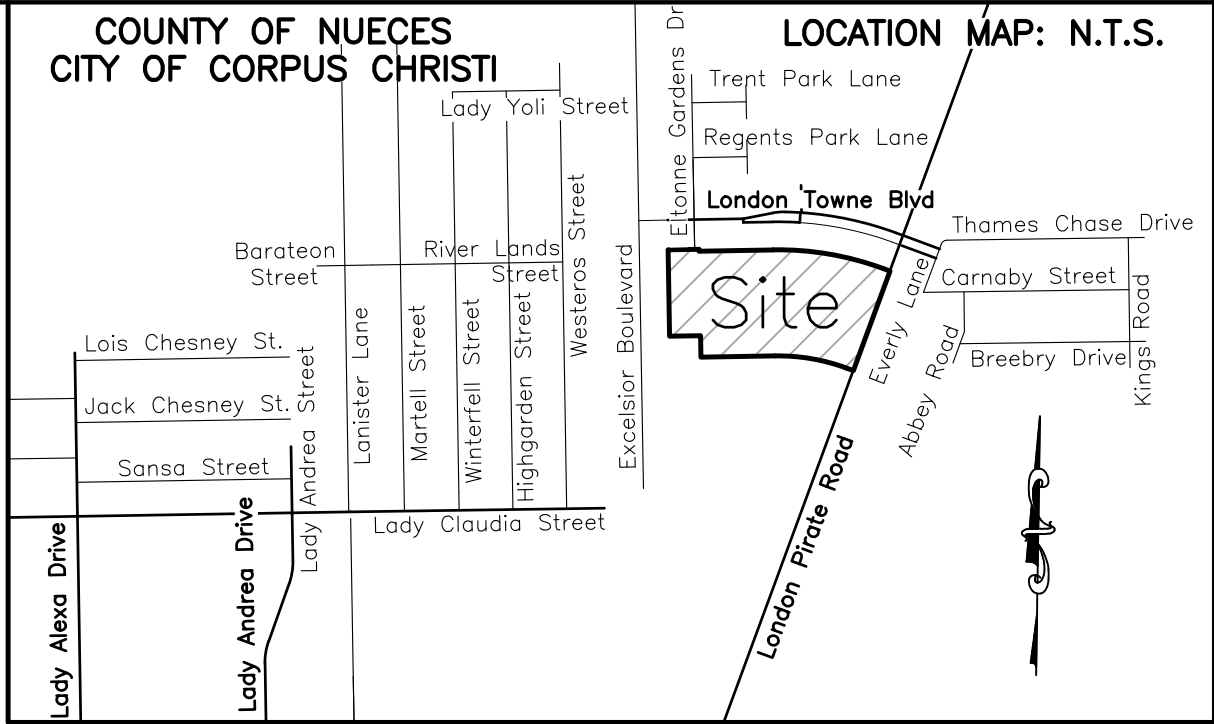 COUNTY OF NUECES
CITY OF CORPUS CHRISTI
LOCATION MAP: N.T.S.
Trent Park Lane
Lady Yoli Street
Regents Park Lane
Eltonne Gardens Dr
London Towne Blvd
Thames Chase Drive
Barateon
Street
River Lands
Street
Westeros Street
Excelsior Boulevard
Site
Everly Lane
Carnaby Street
Kings Road
Breebry Drive
Abbey Road
Lois Chesney St.
Jack Chesney St.
Sansa Street
Lady Andrea Street
Lanister Lane
Martell Street
Winterfell Street
Highgarden Street
Lady Claudia Street
London Pirate Road
Lady Alexa Drive
Lady Andrea Drive